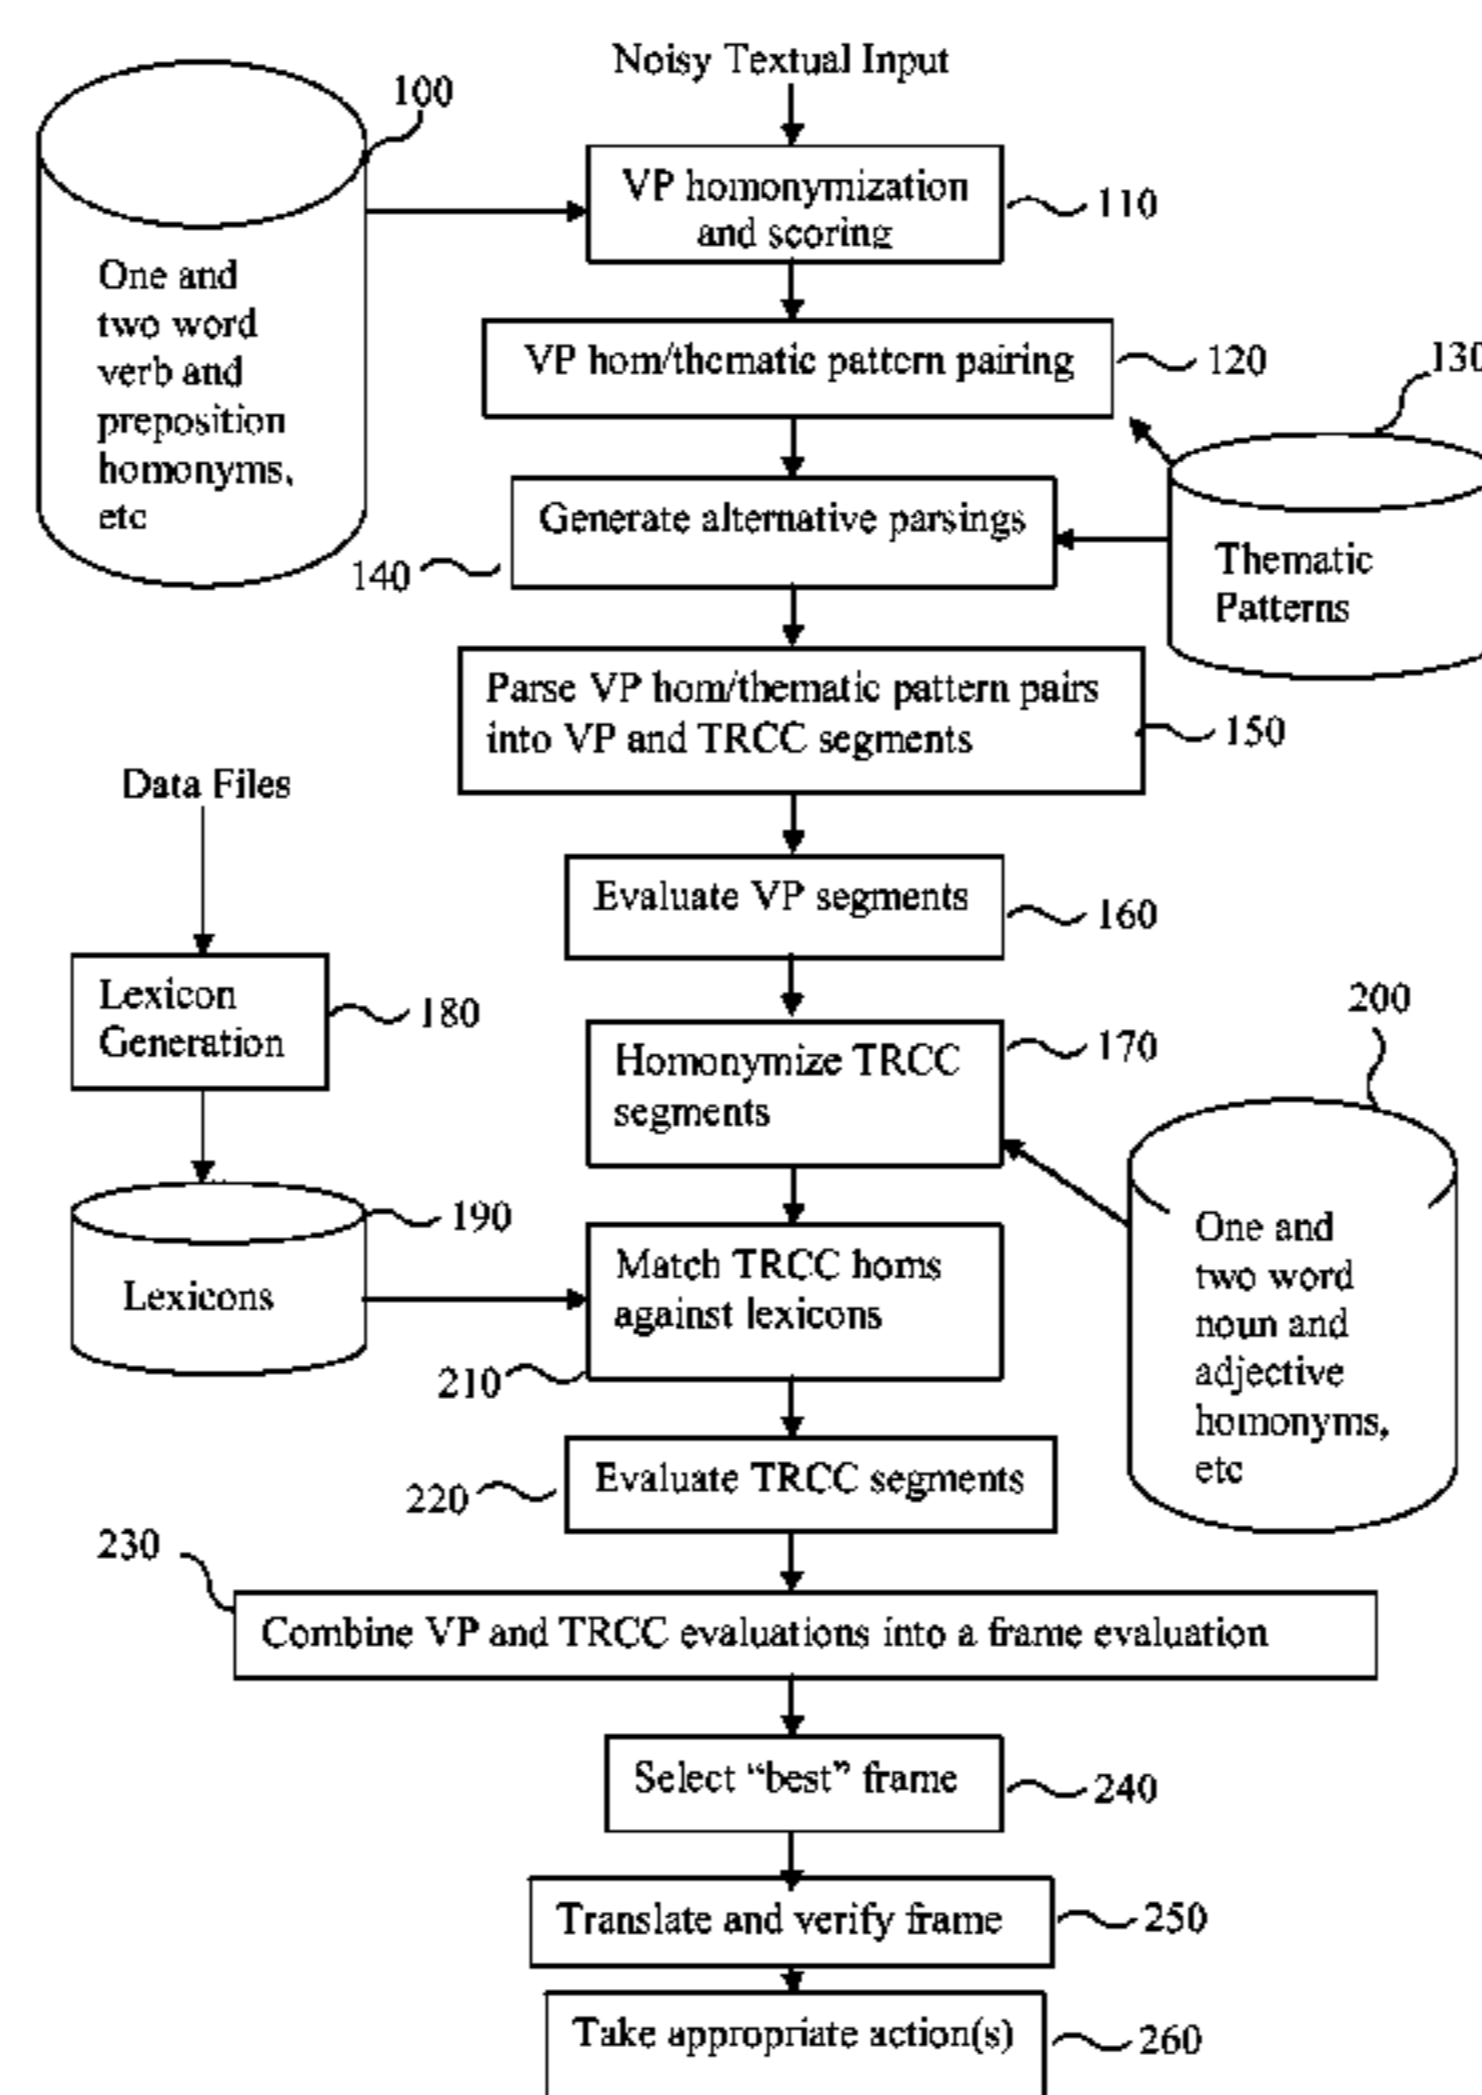 Noisy Textual Input
100
VP homonymization
and scoring
110
One and
two word
verb and
preposition
homonyms,
etc
VP hom/thematic pattern pairing
120
130
Generate alternative parsings
140
Thematic
Patterns
Parse VP hom/thematic pattern pairs
into VP and TRCC segments
150
Data Files
Evaluate VP segments
160
Lexicon
Generation
180
Homonymize TRCC
segments
170
200
190
Lexicons
Match TRCC homs
against lexicons
210
One and
two word
noun and
adjective
homonyms,
etc
Evaluate TRCC segments
220
230
Combine VP and TRCC evaluations into a frame evaluation
Select “best” frame
240
Translate and verify frame
250
Take appropriate action(s)
260